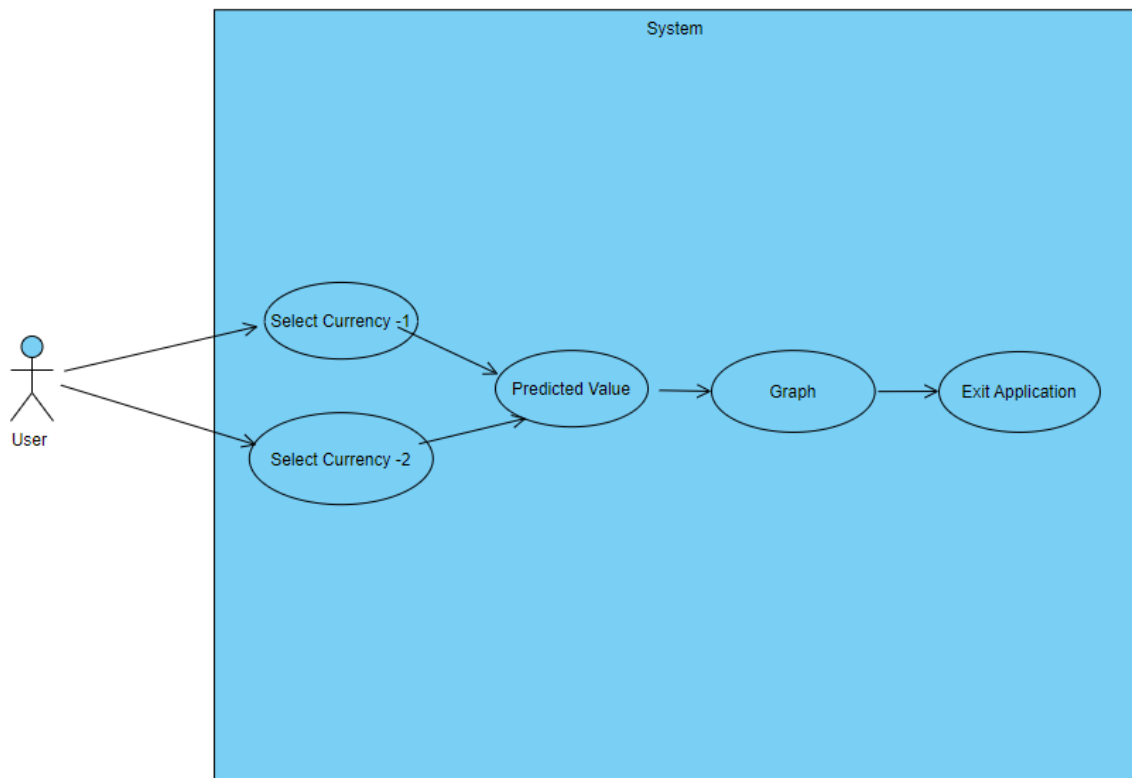 System
Select Currency -1
Predicted Value
Graph
Exit Application
User
Select Currency -2